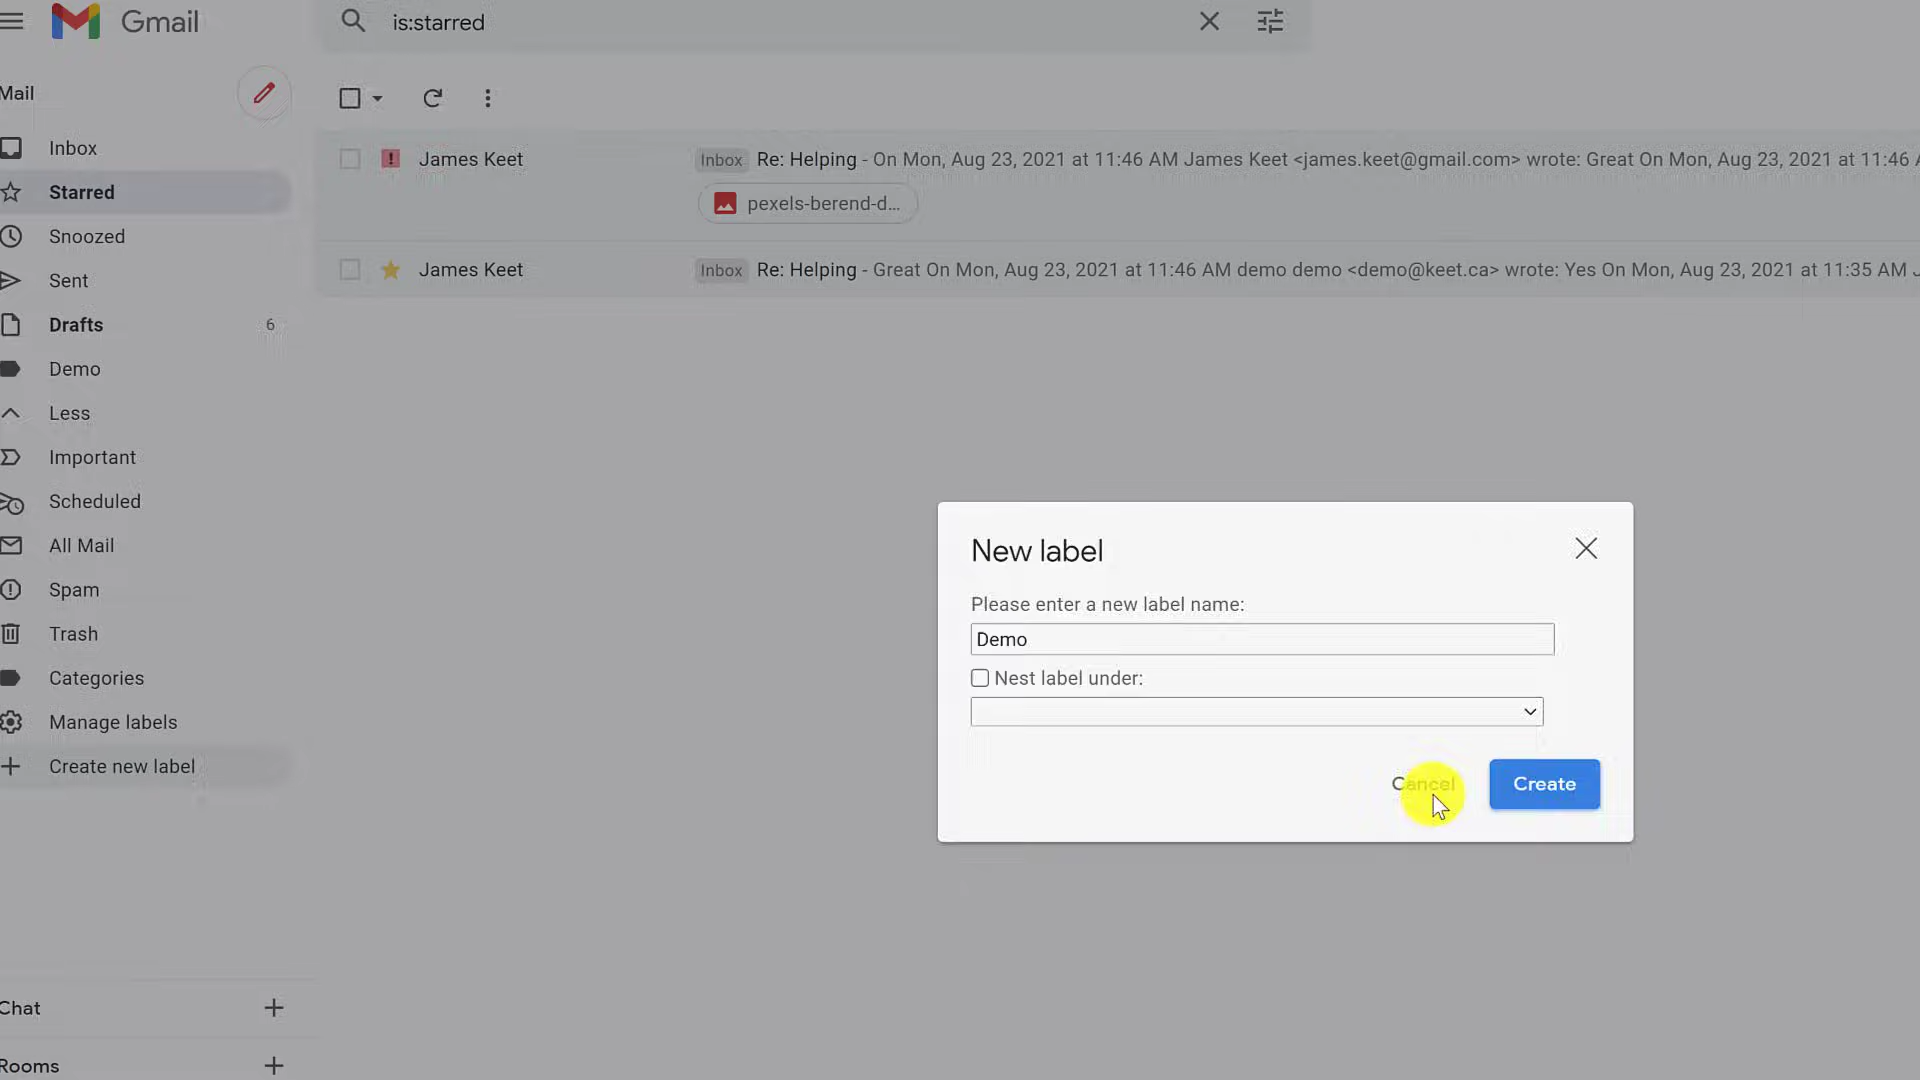 Gmail
is:starred
Mail
Inbox
Starred
Snoozed
Sent
Drafts 6
Demo
Less
Important
Scheduled
All Mail
Spam
Trash
Categories
Manage labels
Create new label
Chat
Rooms
James Keet Inbox Re: Helping - On Mon, Aug 23, 2021 at 11:46 AM James Keet <james.keet@gmail.com> wrote: Great On Mon, Aug 23, 2021 at 11:46
pexels-berend-d...
James Keet Inbox Re: Helping - Great On Mon, Aug 23, 2021 at 11:46 AM demo demo <demo@keet.ca> wrote: Yes On Mon, Aug 23, 2021 at 11:35 AM
New label
Please enter a new label name:
Demo
Nest label under:
Cancel Create